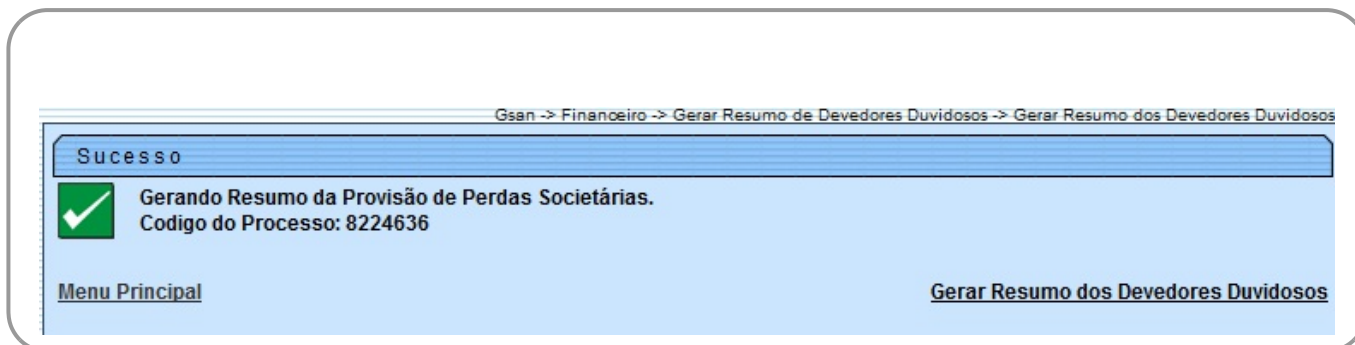 Gsan -> Financeiro -> Gerar Resumo de Devedores Duvidosos -> Gerar Resumo dos Devedores Duvidosos
Sucesso
Gerando Resumo da Provisão de Perdas Societárias.
Codigo do Processo: 8224636
Menu Principal
Gerar Resumo dos Devedores Duvidosos